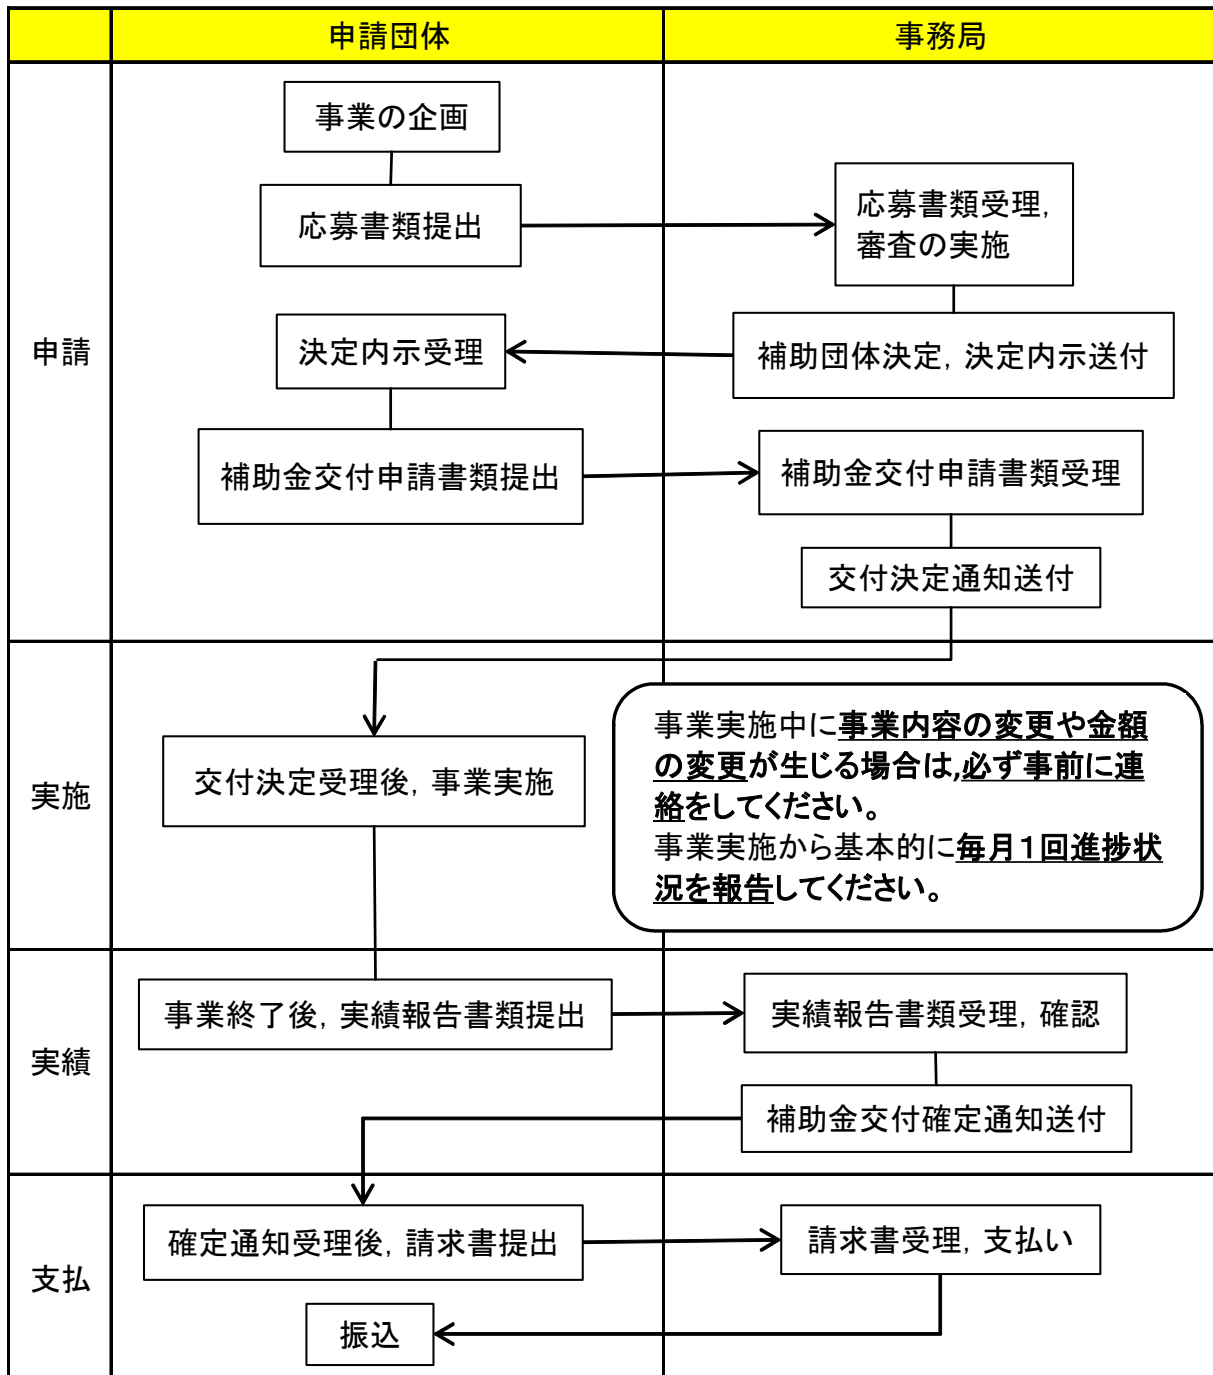 申請団体
事務局
申請
事業の企画
応募書類提出
応募書類受理,
審査の実施
補助団体決定, 決定内示送付
決定内示受理
補助金交付申請書類提出
補助金交付申請書類受理
交付決定通知送付
実施
交付決定受理後, 事業実施
事業実施中に事業内容の変更や金額
の変更が生じる場合は,必ず事前に連
絡をしてください。
事業実施から基本的に毎月1回進捗状
況を報告してください。
実績
事業終了後, 実績報告書類提出
実績報告書類受理, 確認
補助金交付確定通知送付
支払
確定通知受理後, 請求書提出
請求書受理, 支払い
振込